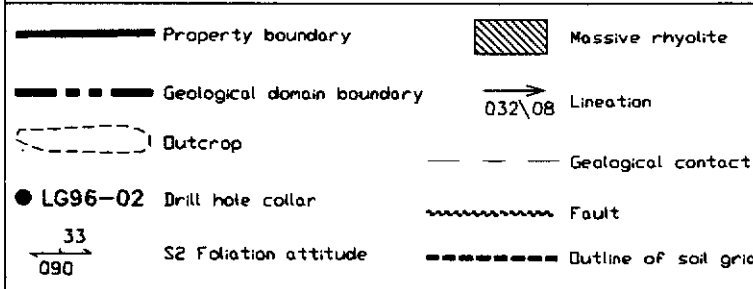 Property boundary
Geological domain boundary
Outcrop
LG96-02 Drill hole collar
33
090
S2 Foliation attitude
Massive rhyolite
032\08 Lineation
Geological contact
Fault
Outline of soil grid